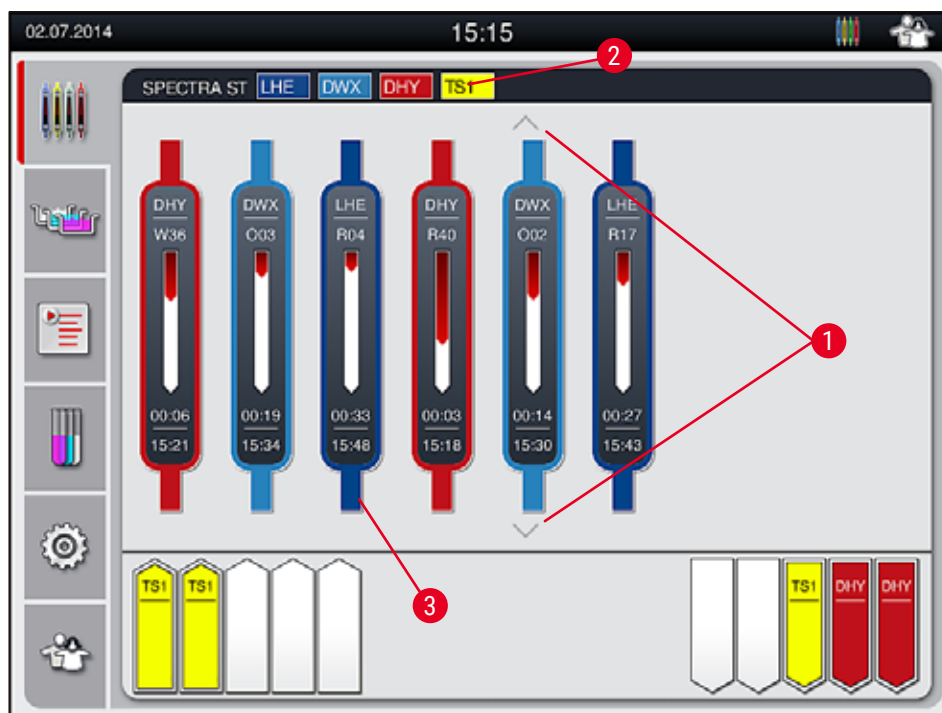 02.07.2014 15:15
2
SPECTRA ST LHE DWX DHY TS1
DHY DWX LHE DHY DWX LHE
W36 O03 R04 R40 O02 R17
1
00:06 00:19 00:33 00:03 00:14 00:27
15:21 15:34 15:48 15:18 15:30 15:43
3
TS1 TS1 TS1 DHY DHY